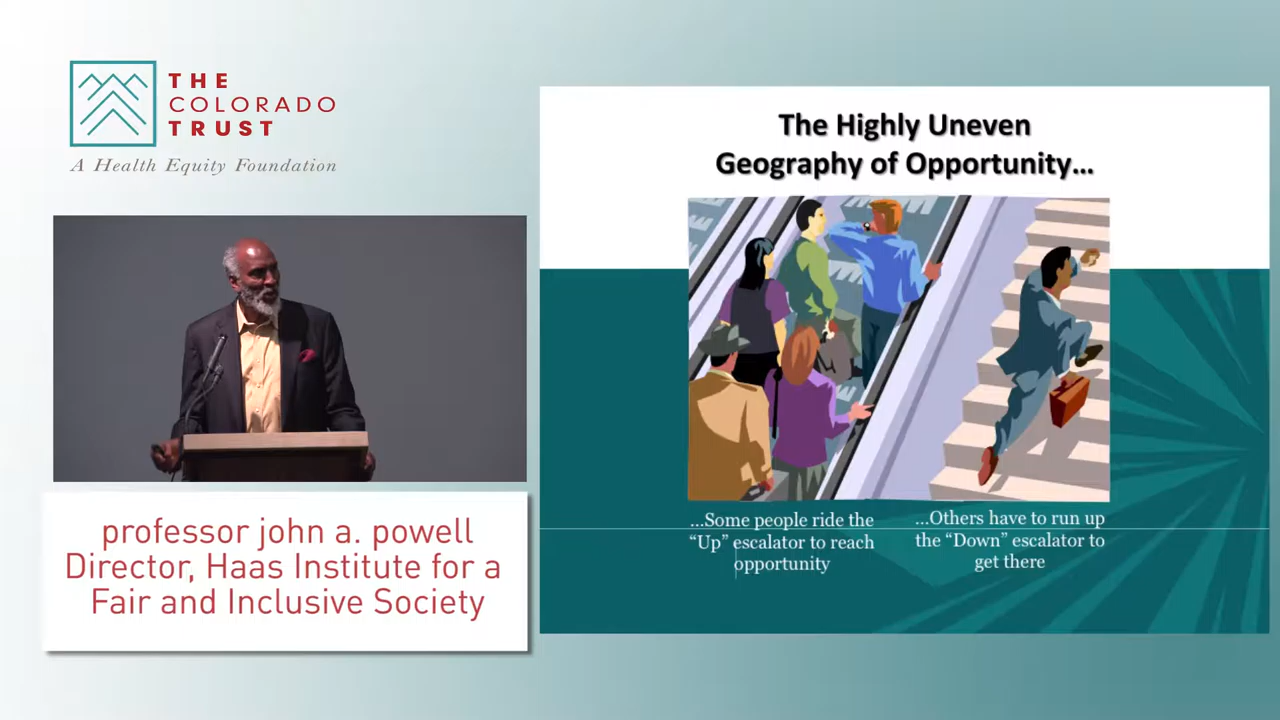 THE
COLORADO
TRUST
A Health Equity Foundation
professor john a. powell
Director, Haas Institute for a
Fair and Inclusive Society
The Highly Uneven
Geography of Opportunity...
...Some people ride the
“Up” escalator to reach
opportunity
...Others have to run up
the “Down” escalator to
get there